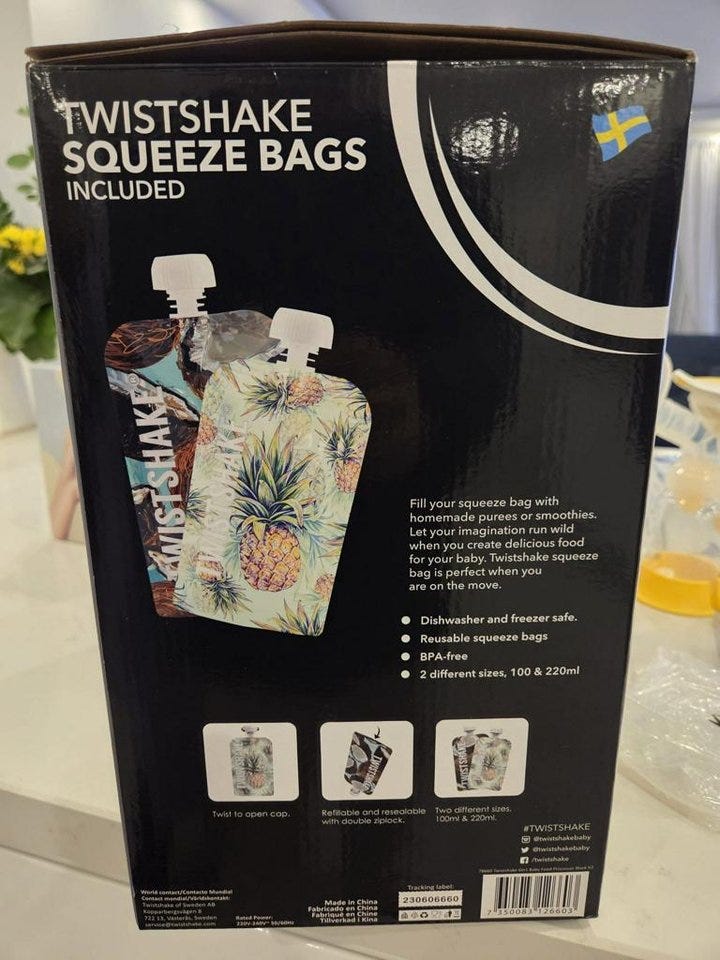 TWISTSHAKE
SQUEEZE BAGS
INCLUDED
TWISTSHAKE®
TWISTSHAKE
Fill your squeeze bag with
homemade purees or smoothies.
Let your imagination run wild
when you create delicious food
for your baby. Twistshake squeeze
bag is perfect when you
are on the move.
Dishwasher and freezer safe.
Reusable squeeze bags
BPA-free
2 different sizes, 100 & 220ml
Twist to open cap.
Refillable and resealable
with double ziplock.
Two different sizes.
100ml & 220ml.
#TWISTSHAKE
@twistshakebaby
@twistshakebaby
/twistshake
World contact/Contacto Mundial
Contact mondial/Världskontakt:
Twistshake of Sweden AB
Kopparbergsvägen 8
722 13, Västerås, Sweden
service@twistshake.com
Rated Power:
220V-240V~ 50/60Hz
Made in China
Fabricado en China
Fabriqué en Chine
Tillverkad i Kina
Tracking label:
230606660
7 350083 126603